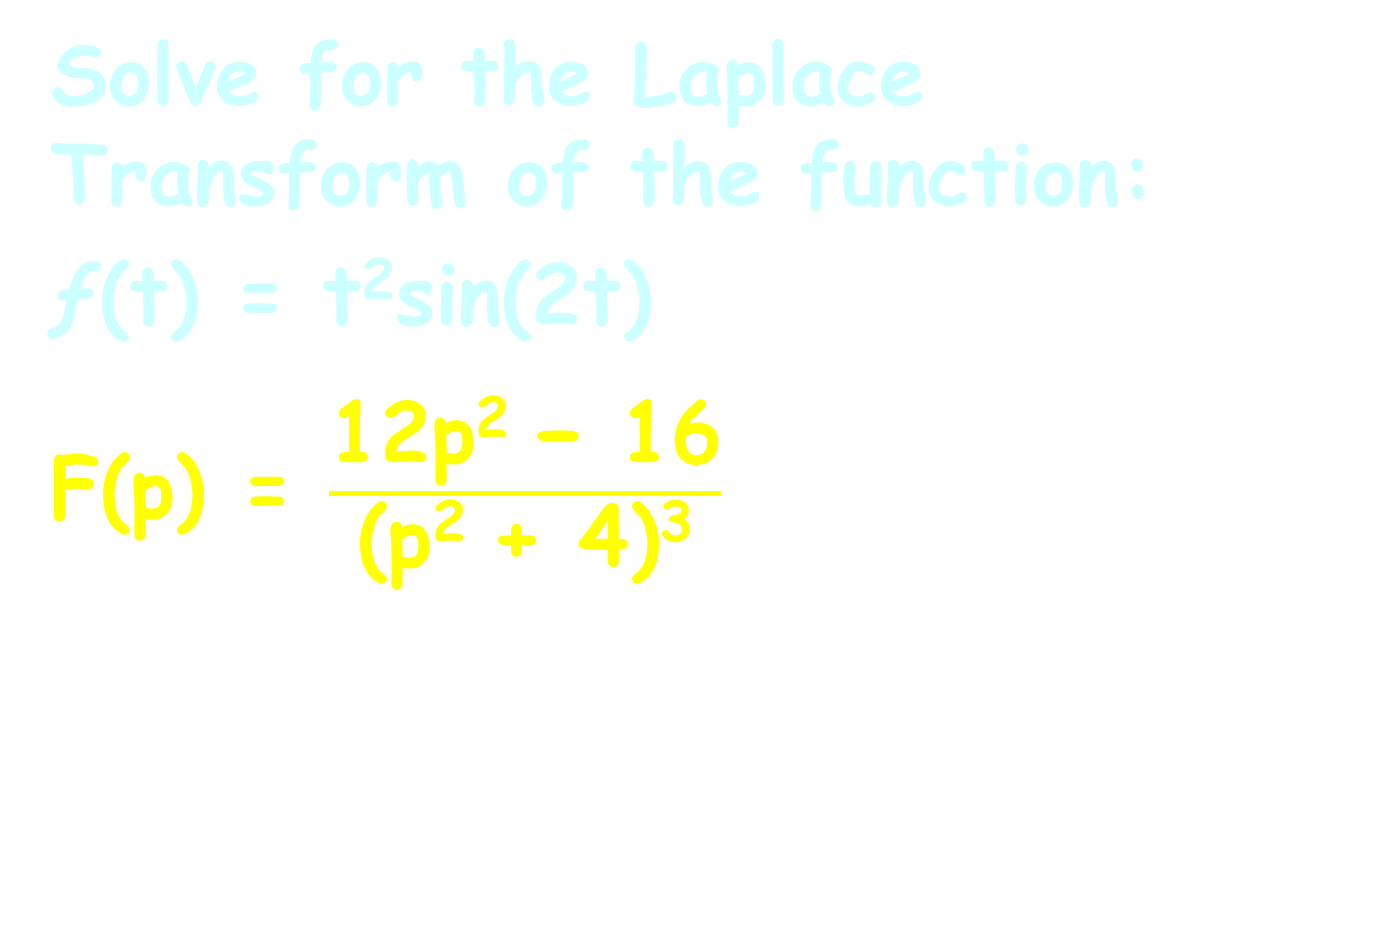 Solve for the Laplace
Transform of the function:
ƒ(t) = t²sin(2t)
F(p) = 12p² − 16
(p² + 4)³